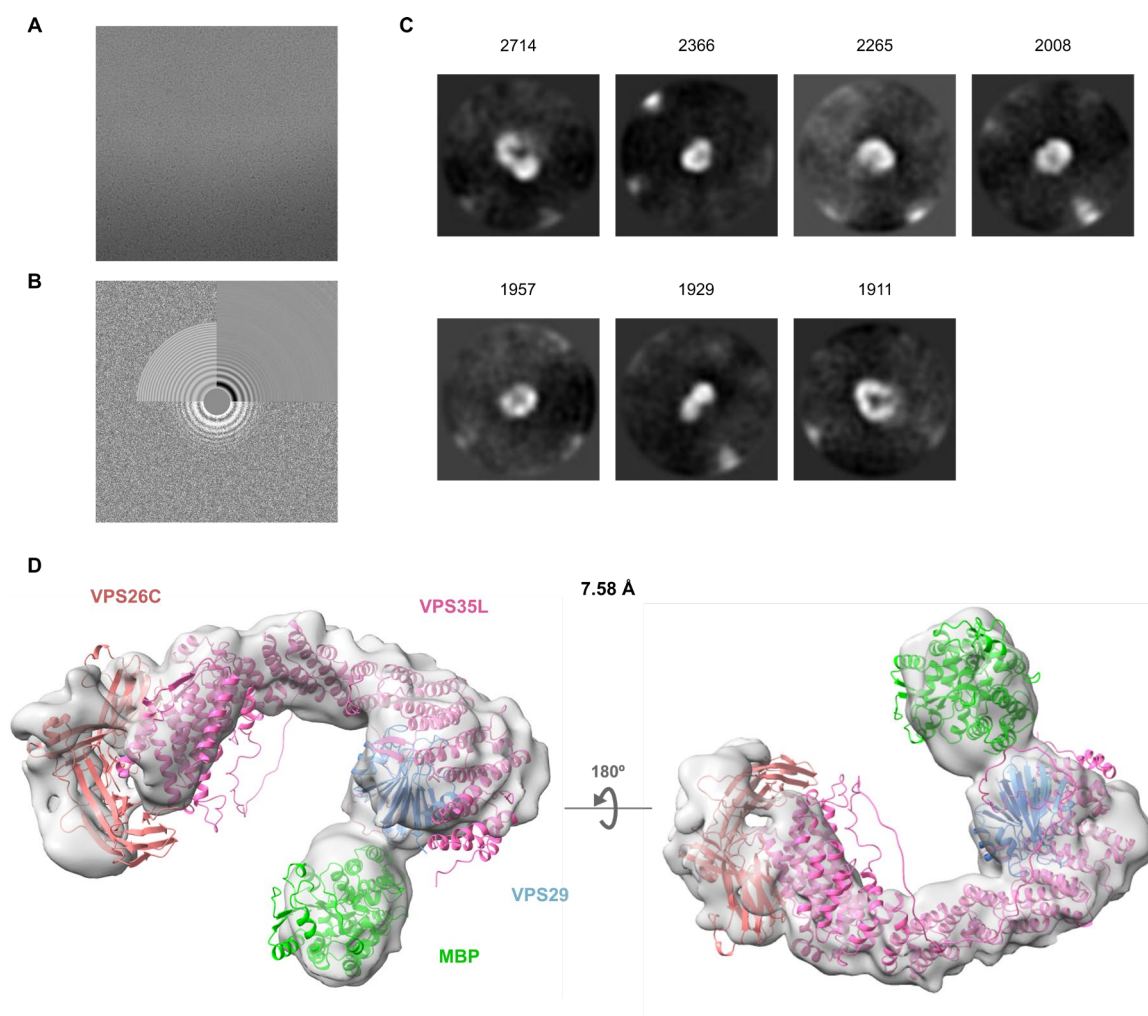 A
C
2714 2366 2265 2008
B
1957 1929 1911
D
VPS26C VPS35L 7.58 Å
180º
VPS29
MBP